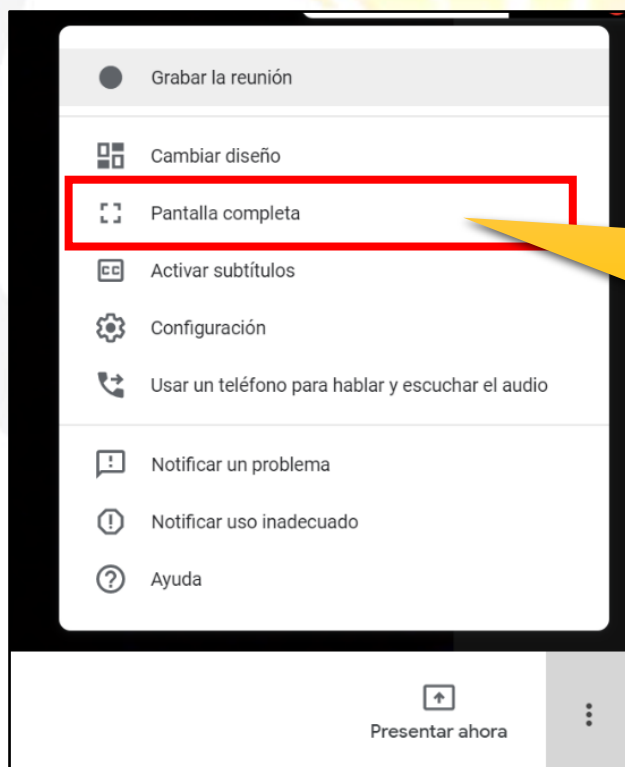 Grabar la reunión
Cambiar diseño
Pantalla completa
CC
Activar subtítulos
Configuración
Usar un teléfono para hablar y escuchar el audio
Notificar un problema
Notificar uso inadecuado
Ayuda
Presentar ahora